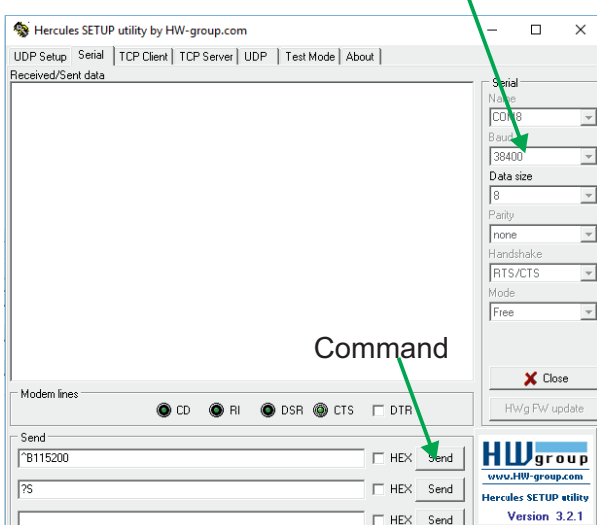 Hercules SETUP utility by HW-group.com
UDP Setup Serial TCP Client TCP Server UDP Test Mode About
Received/Sent data
Serial
Name
COM8
Baud
38400
Data size
8
Parity
none
Handshake
RTS/CTS
Mode
Free
Command
Close
HWg FW update
Modem lines
CD RI DSR CTS DTR
Send
^B115200 HEX Send
?S HEX Send
HEX Send
HWgroup
www.HW-group.com
Hercules SETUP utility
Version 3.2.1